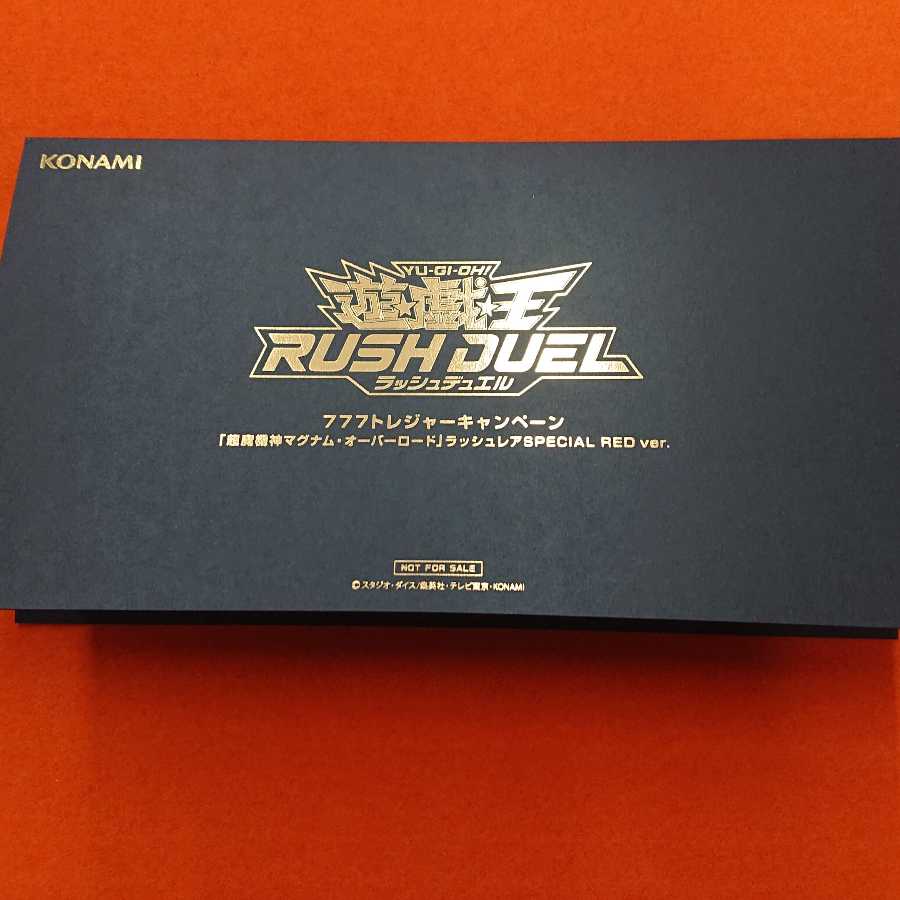 KONAMI
YU-GI-OH!
遊☆戯☆王
RUSH DUEL
ラッシュデュエル
777トレジャーキャンペーン
「超魔機神マグナム・オーバーロード」ラッシュレアSPECIAL RED ver.
NOT FOR SALE
©スタジオ・ダイス/集英社・テレビ東京・KONAMI